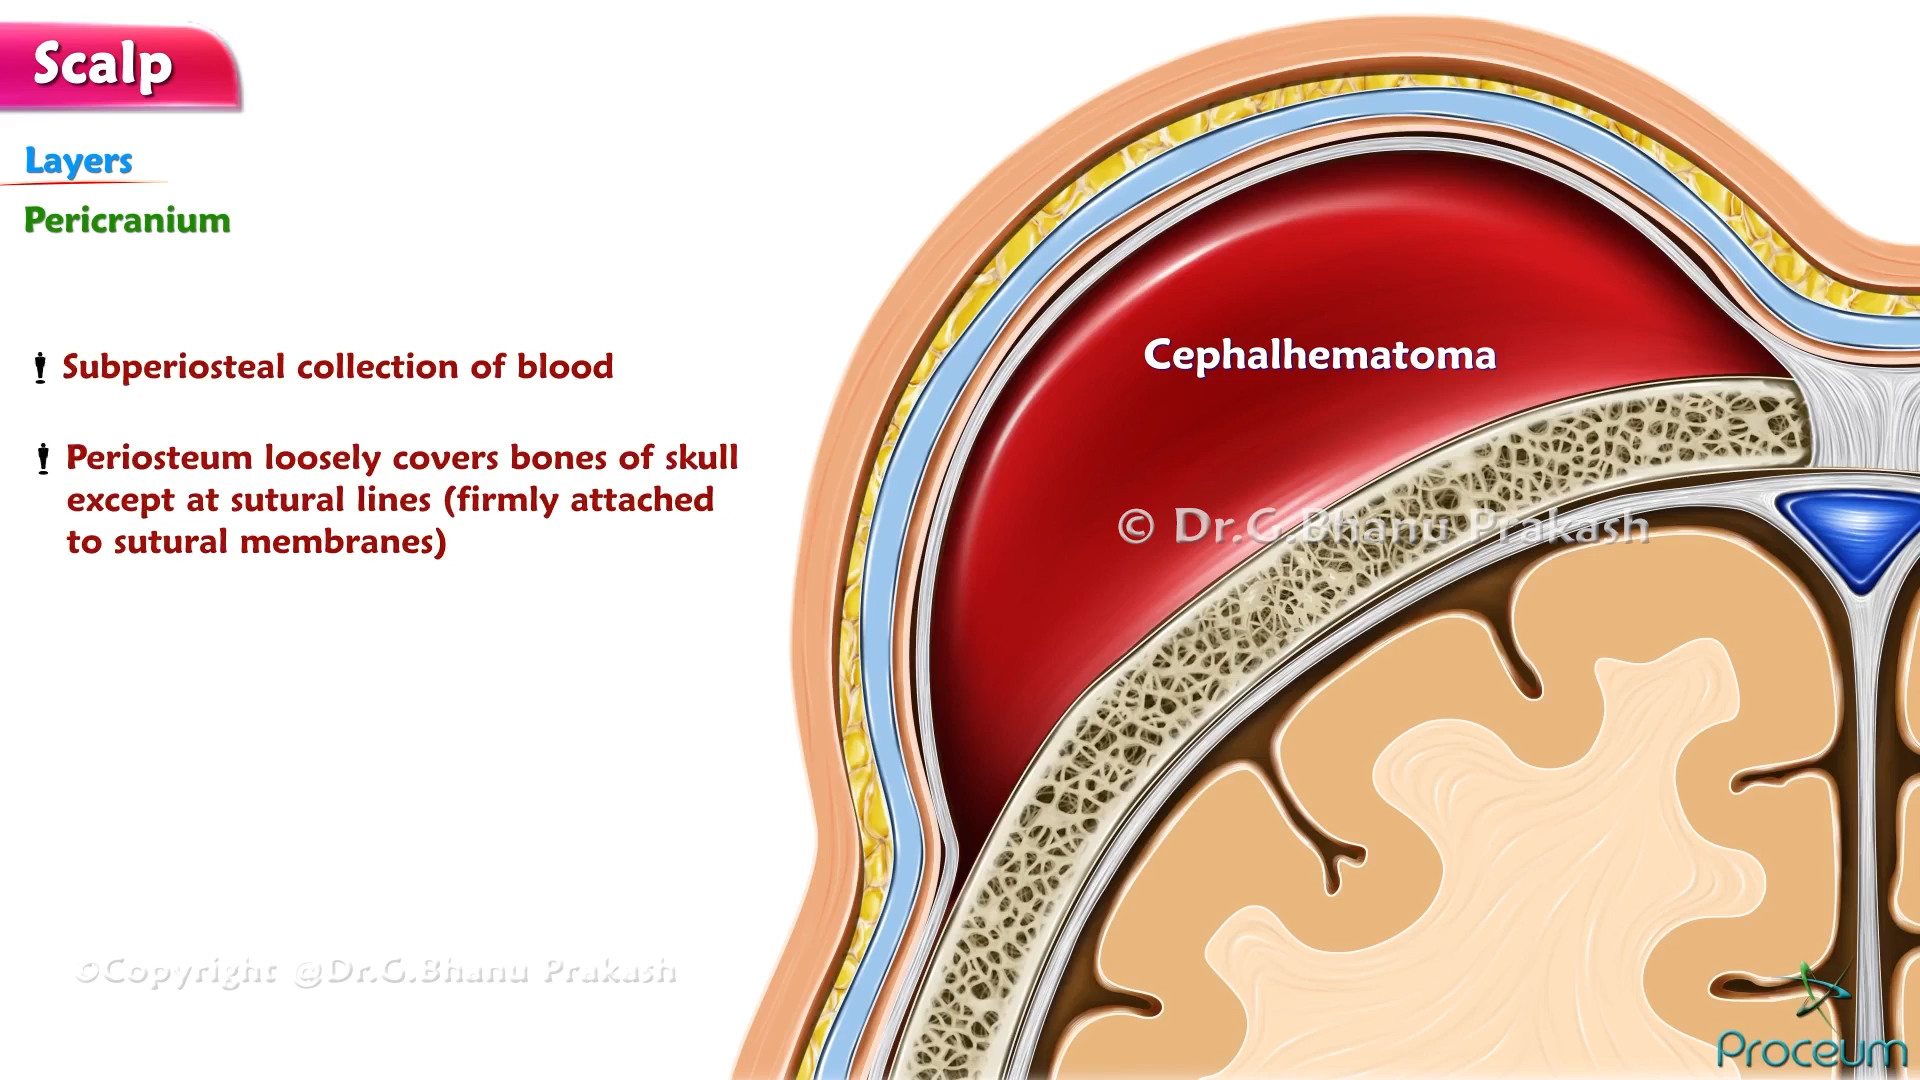 Scalp
Layers
Pericranium
Subperiosteal collection of blood
Periosteum loosely covers bones of skull
except at sutural lines (firmly attached
to sutural membranes)
Cephalhematoma
© Dr.G.Bhanu Prakash
©Copyright @Dr.G.Bhanu Prakash
Proceum